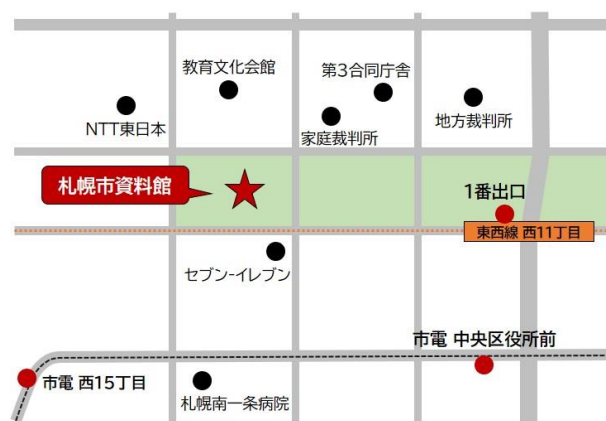 教育文化会館
第3合同庁舎
NTT東日本
家庭裁判所
地方裁判所
札幌市資料館
1番出口
東西線 西11丁目
セブン-イレブン
市電 中央区役所前
市電 西15丁目
札幌南一条病院